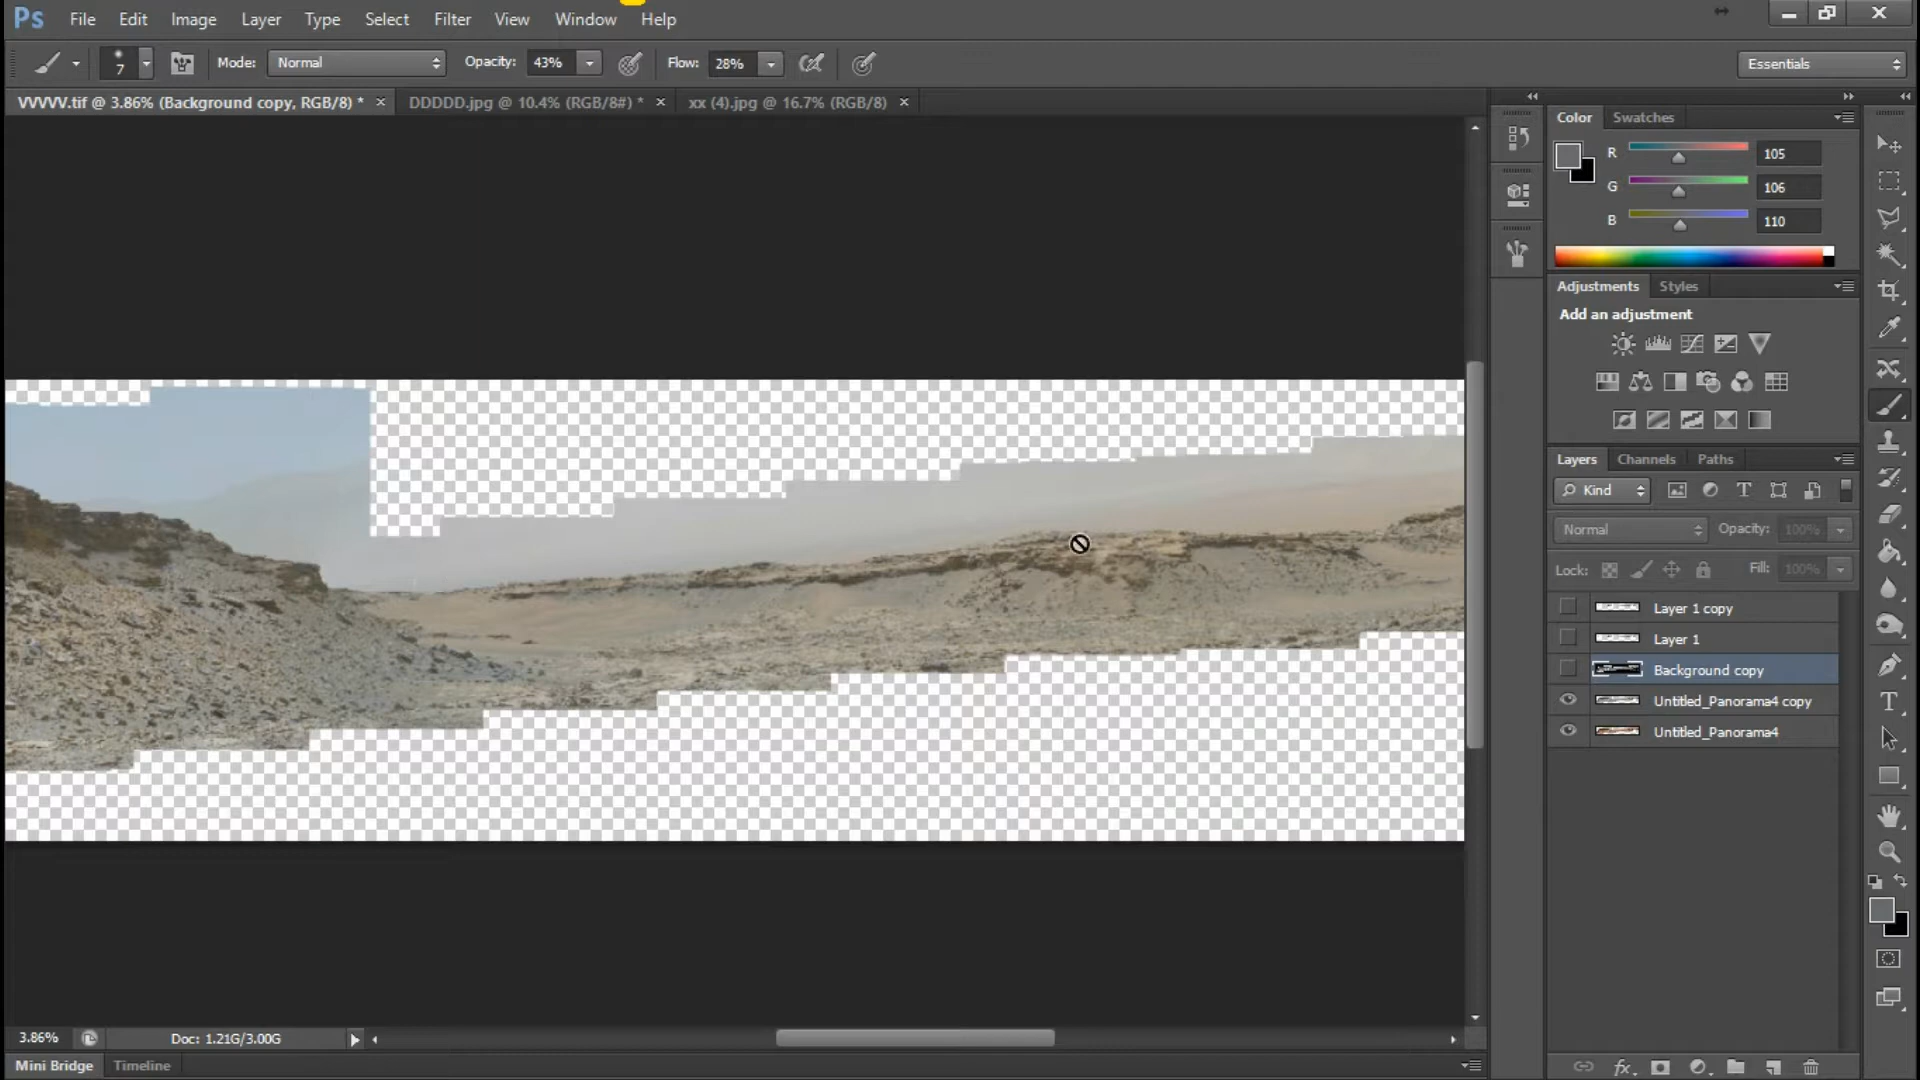 Ps File Edit Image Layer Type Select Filter View Window Help
7 Mode: Normal Opacity: 43% Flow: 28% Essentials
VVVVV.tif @ 3.86% (Background copy, RGB/8) * × DDDDD.jpg @ 10.4% (RGB/8#) * × xx (4).jpg @ 16.7% (RGB/8) ×
Color Swatches
R 105
G 106
B 110
Adjustments Styles
Add an adjustment
Layers Channels Paths
Kind
Normal Opacity: 100%
Lock: Fill: 100%
Layer 1 copy
Layer 1
Background copy
Untitled_Panorama4 copy
Untitled_Panorama4
3.86% Doc: 1.21G/3.00G
Mini Bridge Timeline